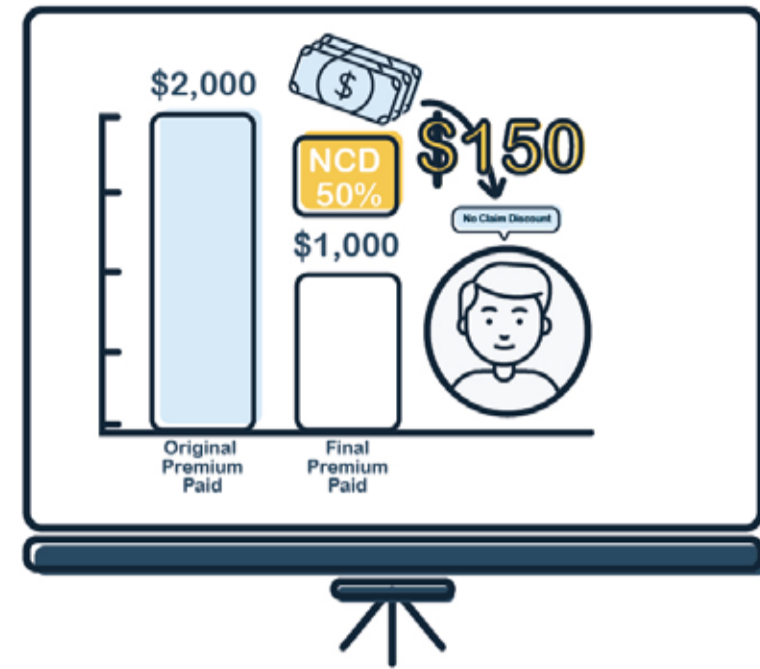 $2,000
$
NCD
50%
$1,000
$150
No Claim Discount
Original
Premium
Paid
Final
Premium
Paid